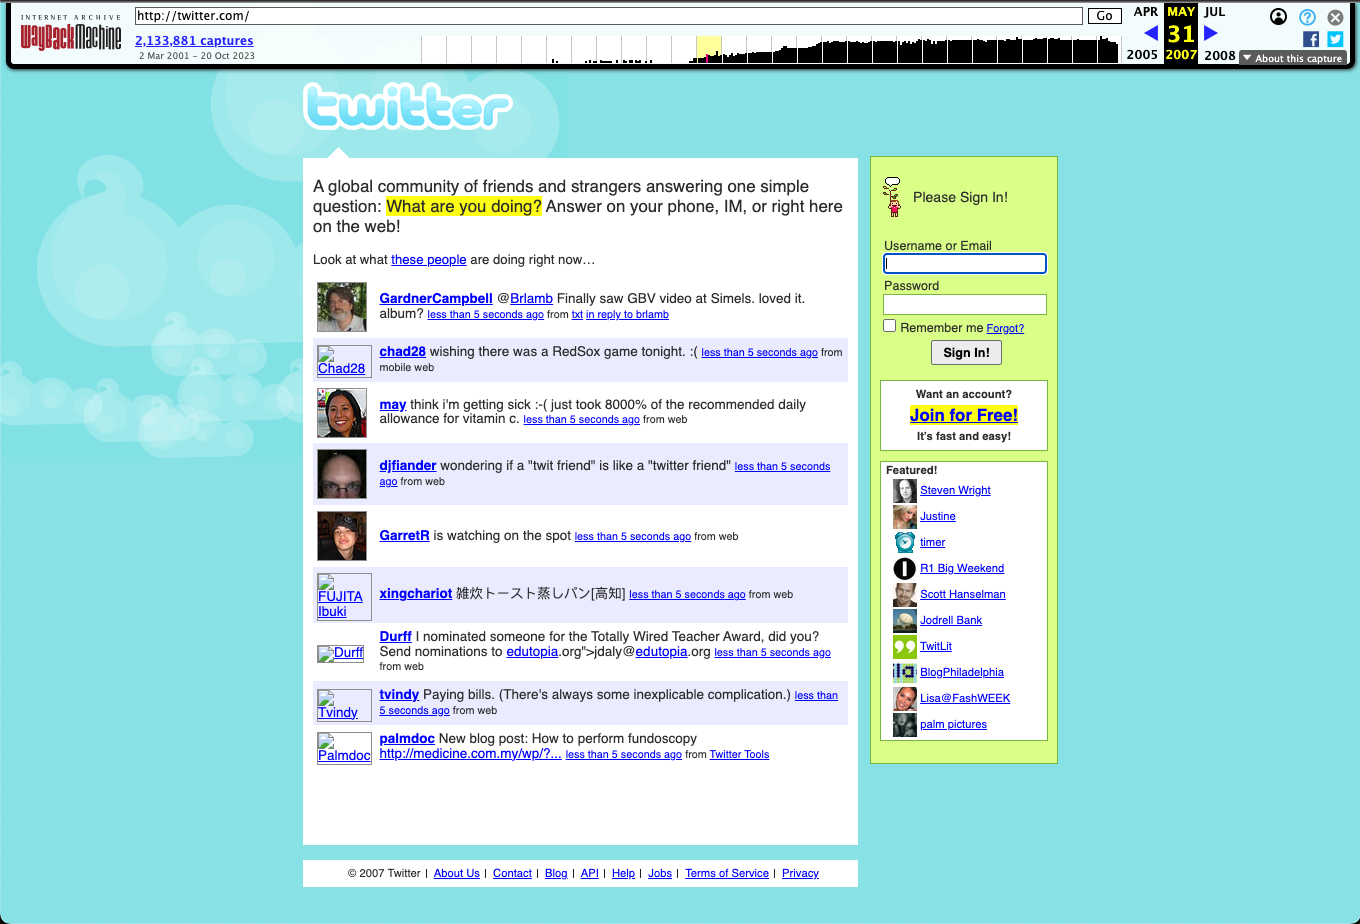 INTERNET ARCHIVE
WayBackMachine
http://twitter.com/
Go
2,133,881 captures
2 Mar 2001 – 20 Oct 2023
APR
MAY
JUL
31
2005
2007
2008
About this capture
twitter
A global community of friends and strangers answering one simple
question: What are you doing? Answer on your phone, IM, or right here
on the web!
Look at what these people are doing right now…
GardnerCampbell @Brlamb Finally saw GBV video at Simels. loved it.
album? less than 5 seconds ago from txt in reply to brlamb
Chad28
chad28 wishing there was a RedSox game tonight. :( less than 5 seconds ago from
mobile web
may think i'm getting sick :-( just took 8000% of the recommended daily
allowance for vitamin c. less than 5 seconds ago from web
djfiander wondering if a "twit friend" is like a "twitter friend" less than 5 seconds
ago from web
GarretR is watching on the spot less than 5 seconds ago from web
FUJITA
Ibuki
xingchariot 雑炊トースト蒸しパン[高知] less than 5 seconds ago from web
Durff
Durff I nominated someone for the Totally Wired Teacher Award, did you?
Send nominations to edutopia.org">jdaly@edutopia.org less than 5 seconds ago
from web
Tvindy
tvindy Paying bills. (There's always some inexplicable complication.) less than
5 seconds ago from web
Palmdoc
palmdoc New blog post: How to perform fundoscopy
http://medicine.com.my/wp/?... less than 5 seconds ago from Twitter Tools
Please Sign In!
Username or Email
Password
Remember me Forgot?
Sign In!
Want an account?
Join for Free!
It's fast and easy!
Featured!
Steven Wright
Justine
timer
R1 Big Weekend
Scott Hanselman
Jodrell Bank
TwitLit
BlogPhiladelphia
Lisa@FashWEEK
palm pictures
© 2007 Twitter | About Us | Contact | Blog | API | Help | Jobs | Terms of Service | Privacy